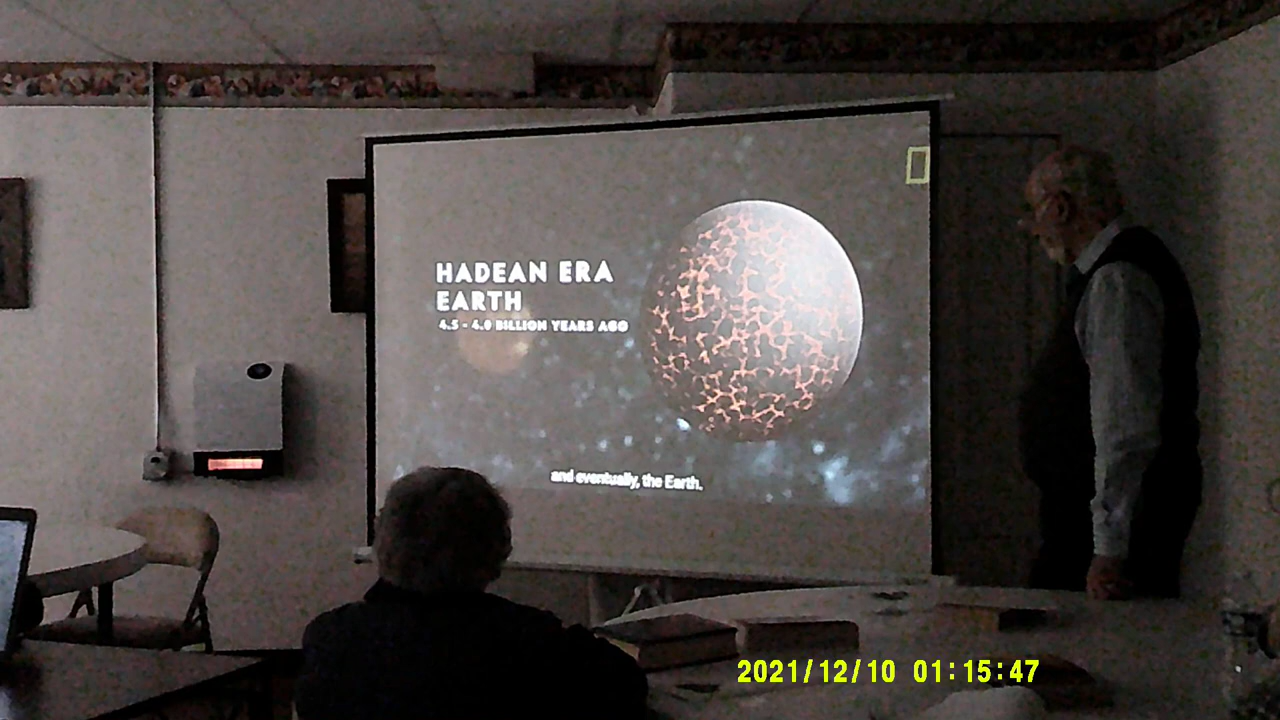 HADEAN ERA
EARTH
4.5 - 4.0 BILLION YEARS AGO
and eventually, the Earth.
2021/12/10 01:15:47